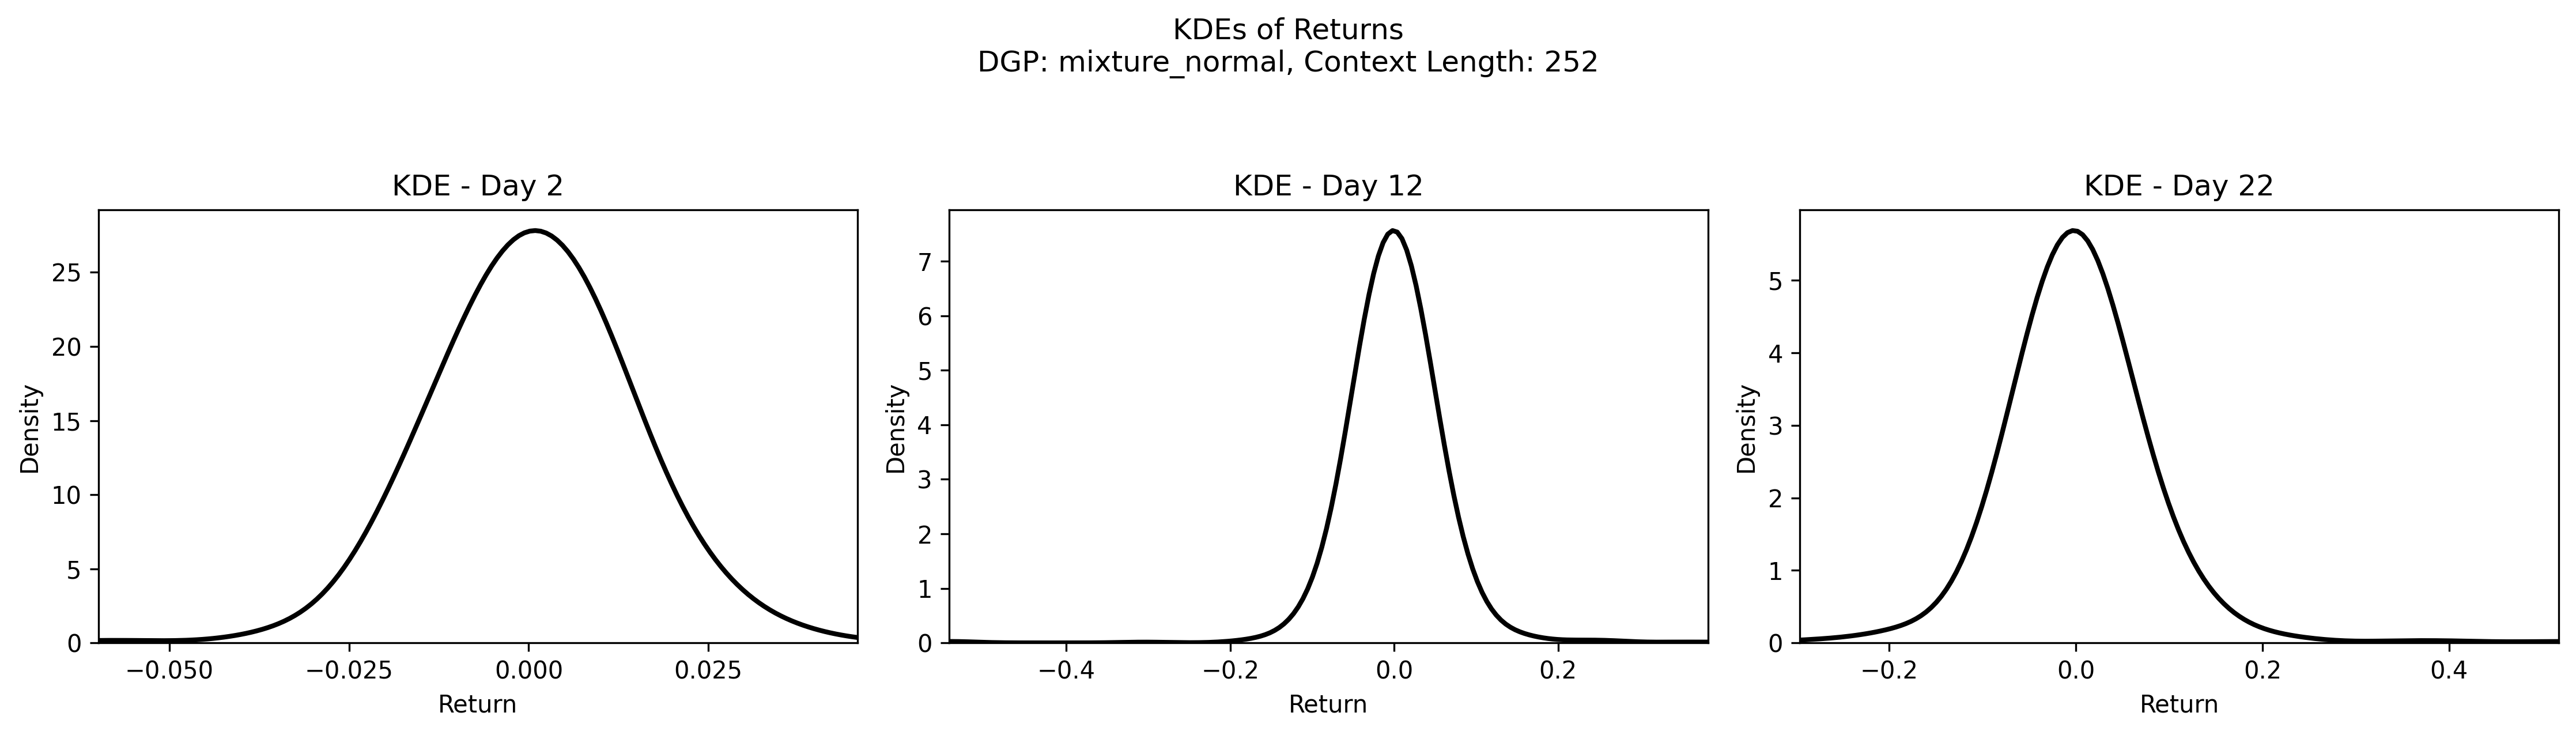 KDEs of Returns
DGP: mixture_normal, Context Length: 252
KDE - Day 2
Density
25
20
15
10
5
0
−0.050
−0.025
0.000
0.025
Return
KDE - Day 12
Density
7
6
5
4
3
2
1
0
−0.4
−0.2
0.0
0.2
Return
KDE - Day 22
Density
5
4
3
2
1
0
−0.2
0.0
0.2
0.4
Return